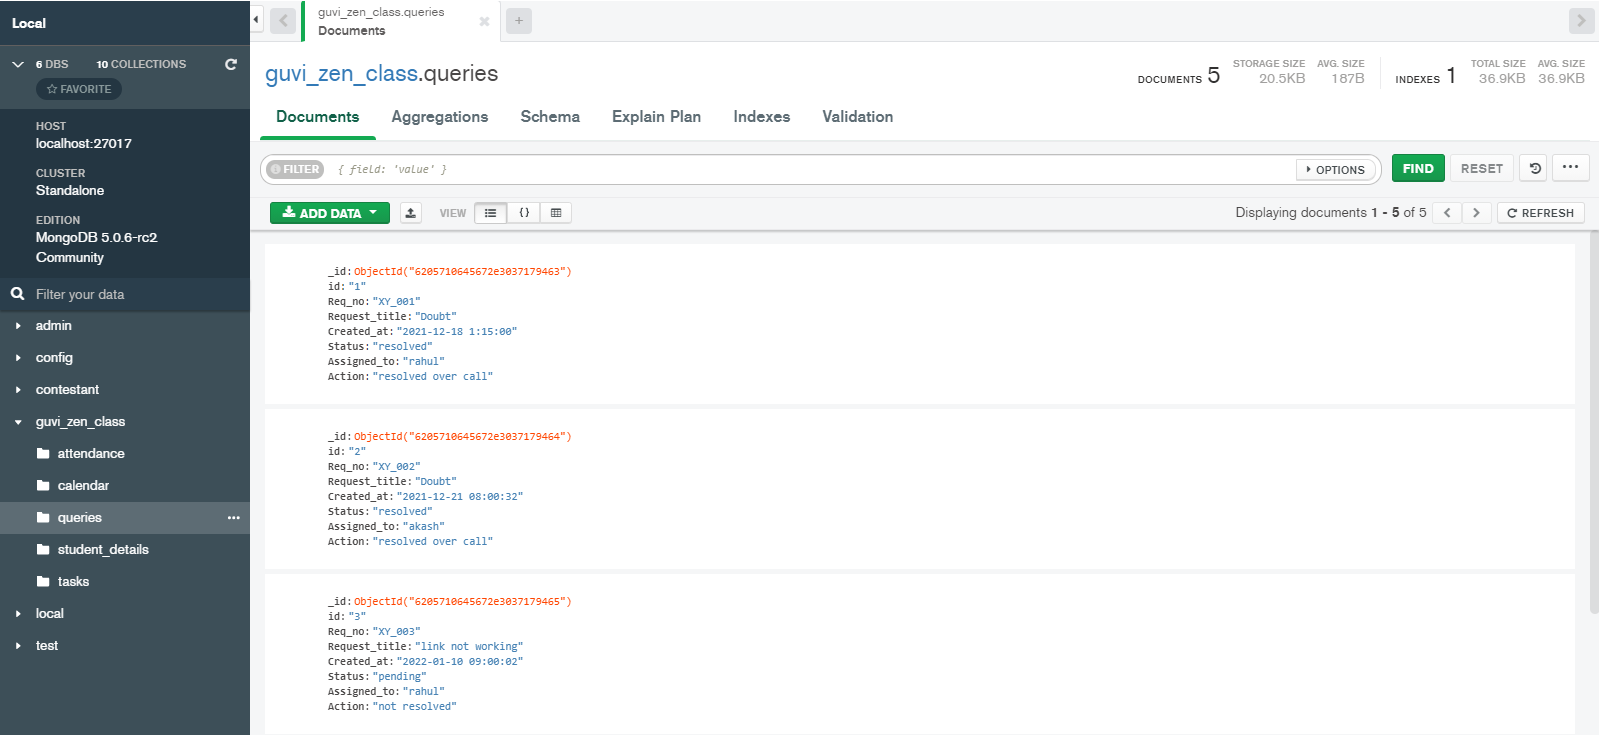 Local
6 DBS 10 COLLECTIONS
FAVORITE
HOST
localhost:27017
CLUSTER
Standalone
EDITION
MongoDB 5.0.6-rc2
Community
Filter your data
admin
config
contestant
guvi_zen_class
attendance
calendar
queries
student_details
tasks
local
test
guvi_zen_class.queries
Documents
guvi_zen_class.queries
DOCUMENTS 5
STORAGE SIZE AVG. SIZE
20.5KB 187B
INDEXES 1
TOTAL SIZE AVG. SIZE
36.9KB 36.9KB
Documents Aggregations Schema Explain Plan Indexes Validation
FILTER { field: 'value' } OPTIONS FIND RESET
ADD DATA VIEW {} Displaying documents 1 - 5 of 5 REFRESH
_id: ObjectId("6205710645672e3037179463")
id: "1"
Req_no: "XY_001"
Request_title: "Doubt"
Created_at: "2021-12-18 1:15:00"
Status: "resolved"
Assigned_to: "rahul"
Action: "resolved over call"
_id: ObjectId("6205710645672e3037179464")
id: "2"
Req_no: "XY_002"
Request_title: "Doubt"
Created_at: "2021-12-21 08:00:32"
Status: "resolved"
Assigned_to: "akash"
Action: "resolved over call"
_id: ObjectId("6205710645672e3037179465")
id: "3"
Req_no: "XY_003"
Request_title: "link not working"
Created_at: "2022-01-10 09:00:02"
Status: "pending"
Assigned_to: "rahul"
Action: "not resolved"